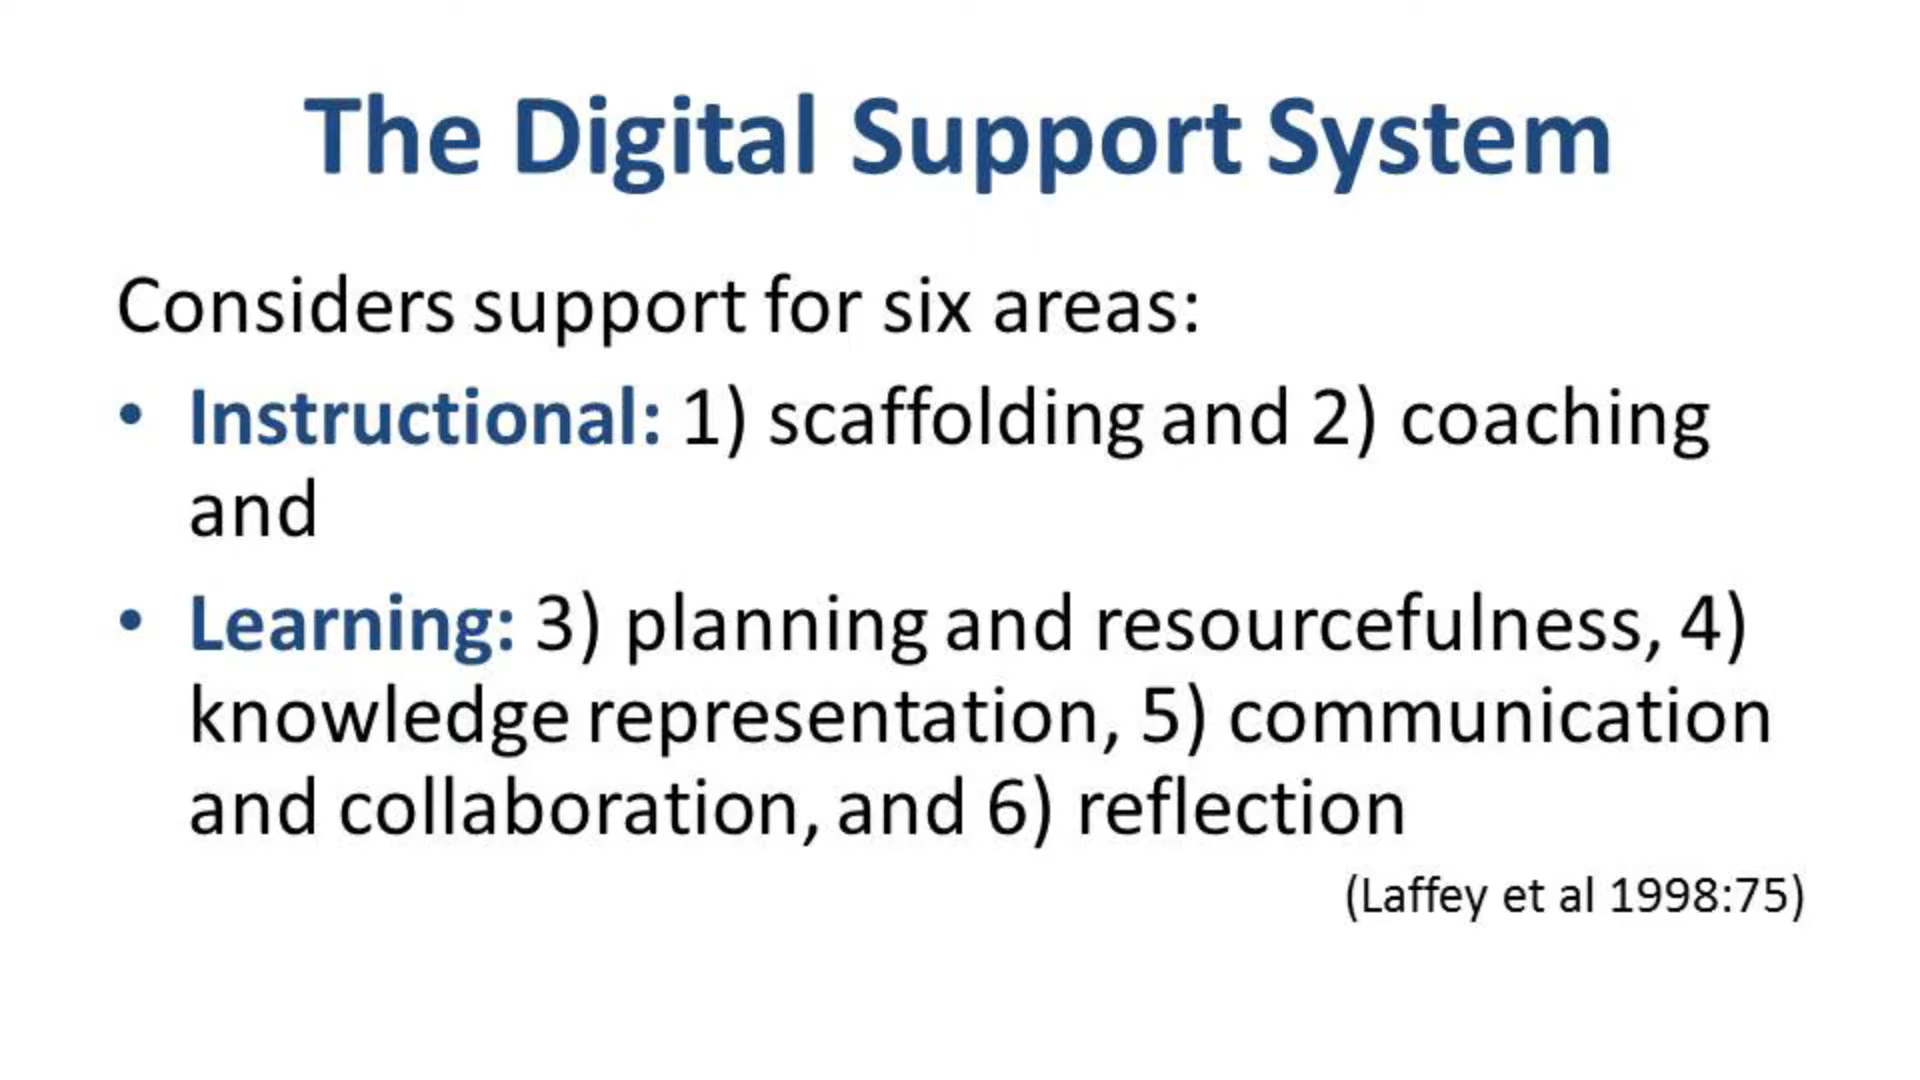 The Digital Support System
Considers support for six areas:
• Instructional: 1) scaffolding and 2) coaching
and
• Learning: 3) planning and resourcefulness, 4)
knowledge representation, 5) communication
and collaboration, and 6) reflection
(Laffey et al 1998:75)